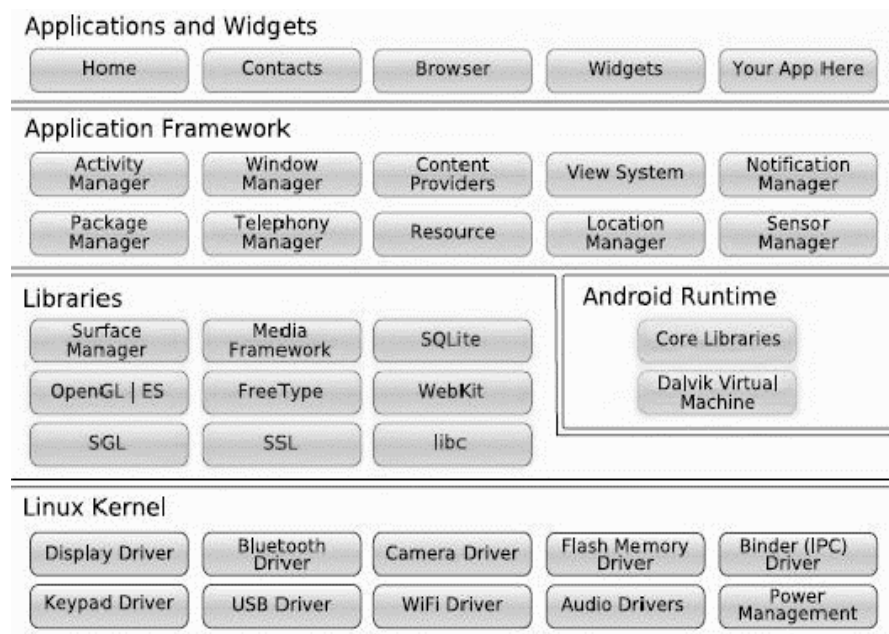 Applications and Widgets
Home
Contacts
Browser
Widgets
Your App Here
Application Framework
Activity
Manager
Window
Manager
Content
Providers
View System
Notification
Manager
Package
Manager
Telephony
Manager
Resource
Location
Manager
Sensor
Manager
Libraries
Surface
Manager
Media
Framework
SQLite
OpenGL | ES
FreeType
WebKit
SGL
SSL
libc
Android Runtime
Core Libraries
Dalvik Virtual
Machine
Linux Kernel
Display Driver
Bluetooth
Driver
Camera Driver
Flash Memory
Driver
Binder (IPC)
Driver
Keypad Driver
USB Driver
WiFi Driver
Audio Drivers
Power
Management